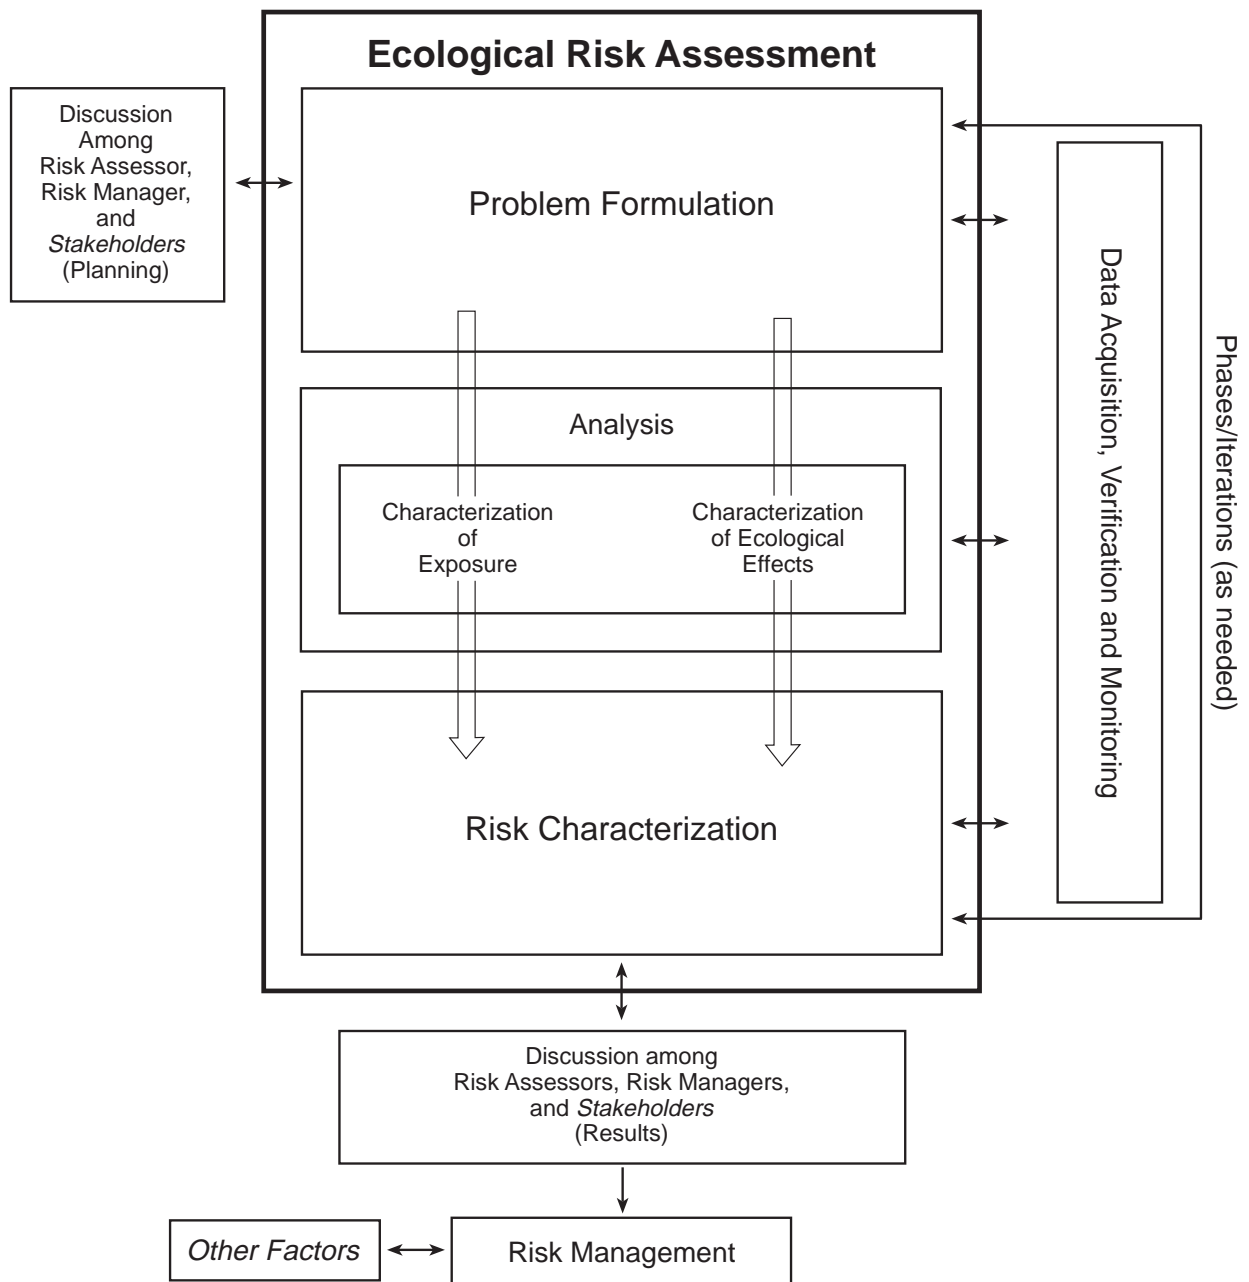 Ecological Risk Assessment
Discussion
Among
Risk Assessor,
Risk Manager,
and
Stakeholders
(Planning)
Problem Formulation
Analysis
Characterization
of
Exposure
Characterization
of Ecological
Effects
Risk Characterization
Data Acquisition, Verification and Monitoring
Phases/Iterations (as needed)
Discussion among
Risk Assessors, Risk Managers,
and Stakeholders
(Results)
Other Factors
Risk Management